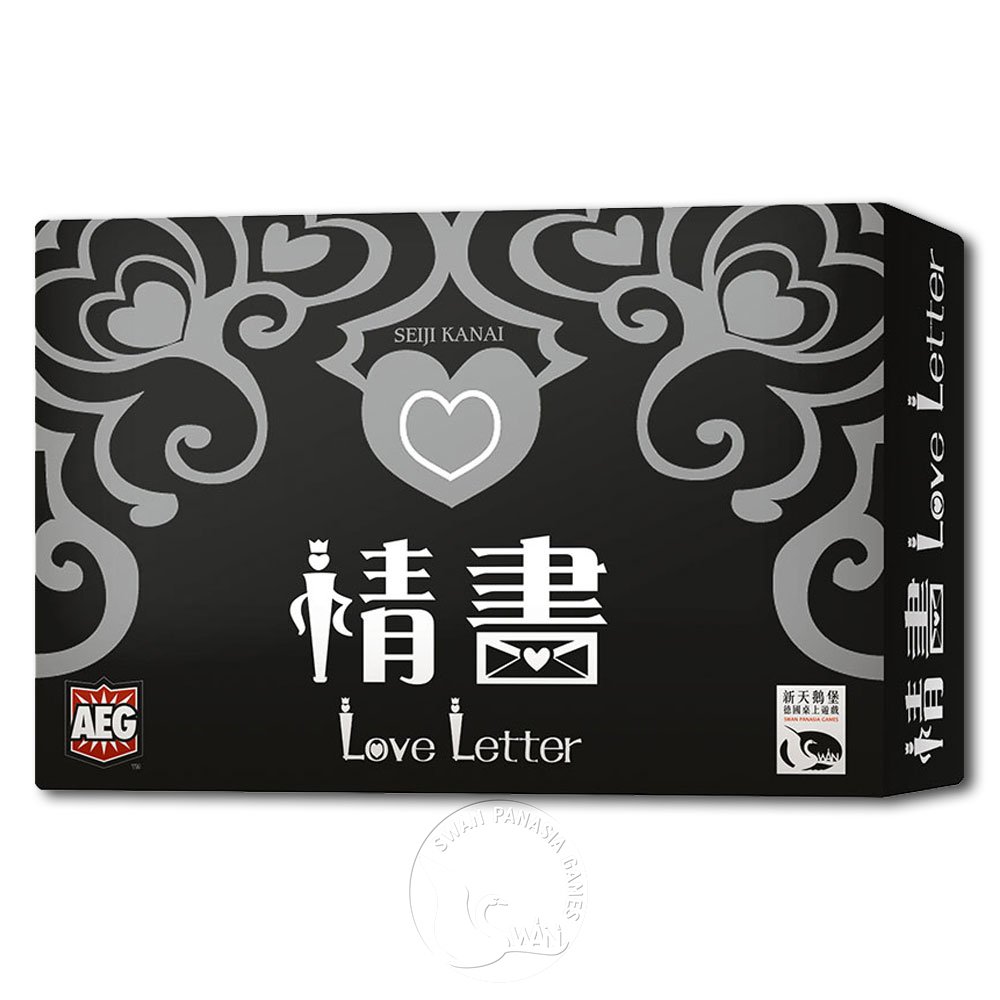 SEIJI KANAI
情書
Love Letter
AEG
TM
新天鵝堡
德國桌上遊戲
SWAN PANASIA GAMES
SWAN
情書 Love Letter
SWAN PANASIA GAMES
SWAN